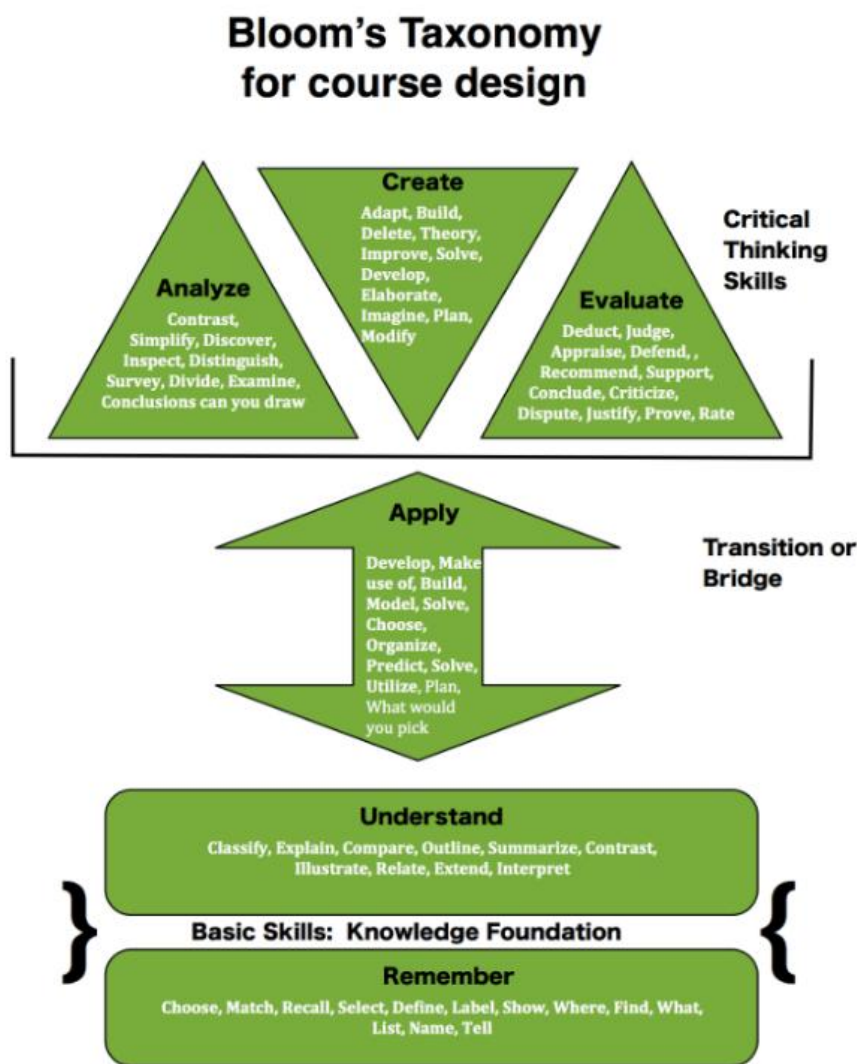 Bloom's Taxonomy
for course design
Analyze
Contrast,
Simplify, Discover,
Inspect, Distinguish,
Survey, Divide, Examine,
Conclusions can you draw
Create
Adapt, Build,
Delete, Theory,
Improve, Solve,
Develop,
Elaborate,
Imagine, Plan,
Modify
Evaluate
Deduct, Judge,
Appraise, Defend, ,
Recommend, Support,
Conclude, Criticize,
Dispute, Justify, Prove, Rate
Critical
Thinking
Skills
Apply
Develop, Make
use of, Build,
Model, Solve,
Choose,
Organize,
Predict, Solve,
Utilize, Plan,
What would
you pick
Transition or
Bridge
Understand
Classify, Explain, Compare, Outline, Summarize, Contrast,
Illustrate, Relate, Extend, Interpret
} Basic Skills: Knowledge Foundation {
Remember
Choose, Match, Recall, Select, Define, Label, Show, Where, Find, What,
List, Name, Tell